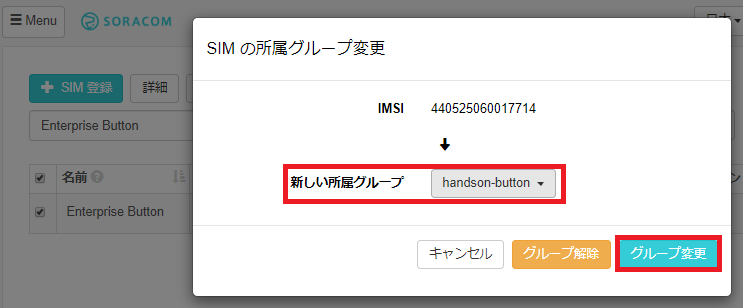 Menu
SORACOM
日本
SIM の所属グループ変更
SIM 登録
詳細
IMSI 440525060017714
Enterprise Button
新しい所属グループ handson-button
名前
Enterprise Button
キャンセル グループ解除 グループ変更